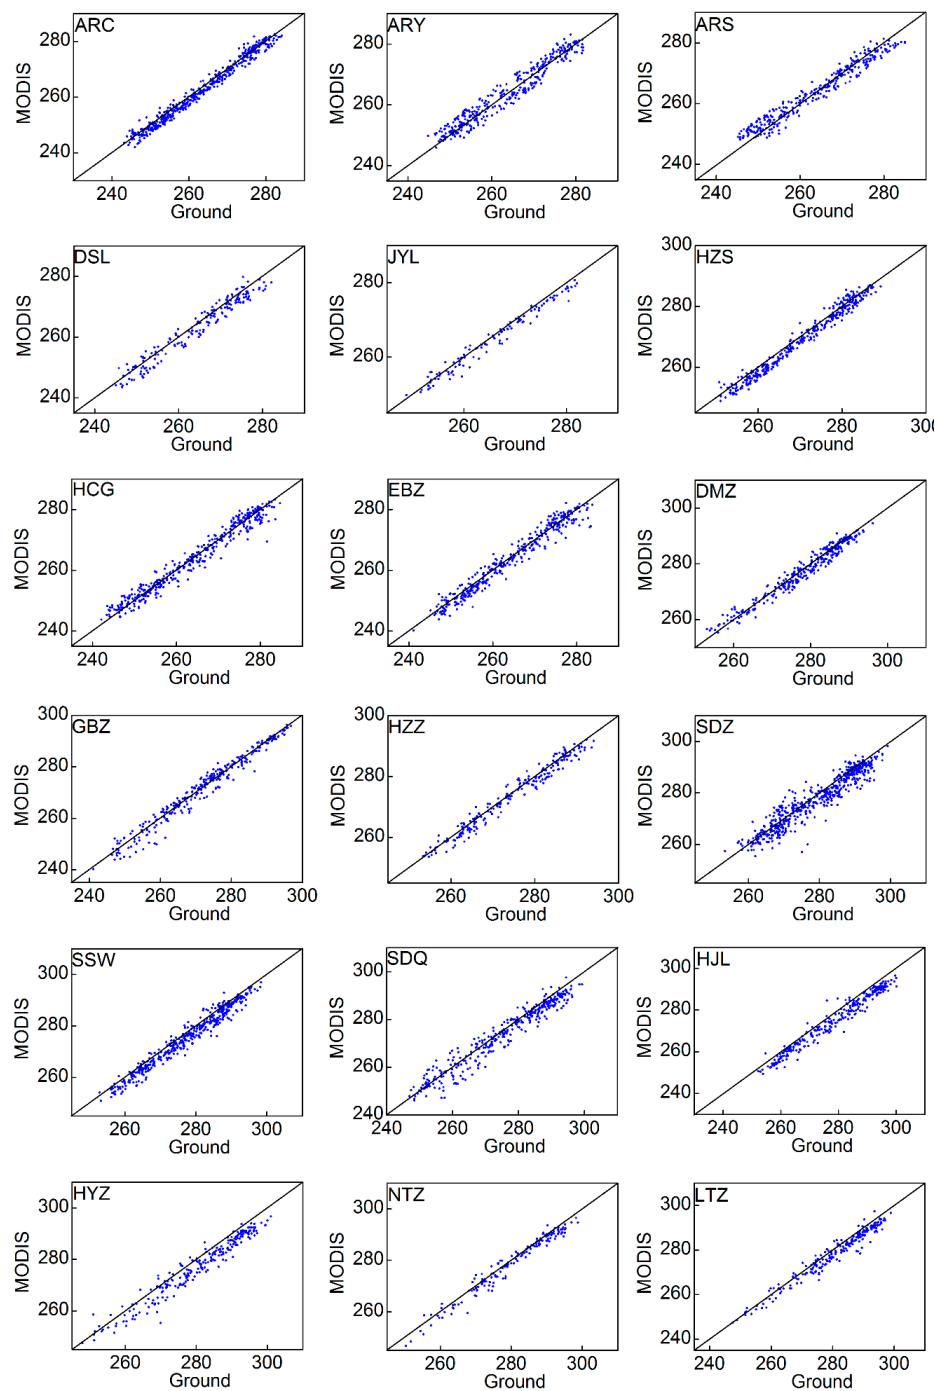 ARC ARY ARS
280 280 280
MODIS MODIS MODIS
260 260 260
240 240 240
240 260 280 240 260 280 240 260 280
Ground Ground Ground
DSL JYL HZS
300
280 280 280
MODIS MODIS MODIS
260 260 260
240
240 260 280 260 280 260 280 300
Ground Ground Ground
HCG EBZ DMZ
300
280 280 280
MODIS MODIS MODIS
260 260 260
240 240
240 260 280 240 260 280 260 280 300
Ground Ground Ground
300 300
GBZ HZZ SDZ
300
280 280 280
MODIS MODIS MODIS
260 260 260
240
240 260 280 300 260 280 300 260 280 300
Ground Ground Ground
SSW SDQ HJL
300 300 300
280 280 280
MODIS MODIS MODIS
260 260 260
240 240
260 280 300 240 260 280 300 240 260 280 300
Ground Ground Ground
HYZ NTZ LTZ
300 300 300
280 280 280
MODIS MODIS MODIS
260 260 260
240
260 280 300 260 280 300 240 260 280 300
Ground Ground Ground